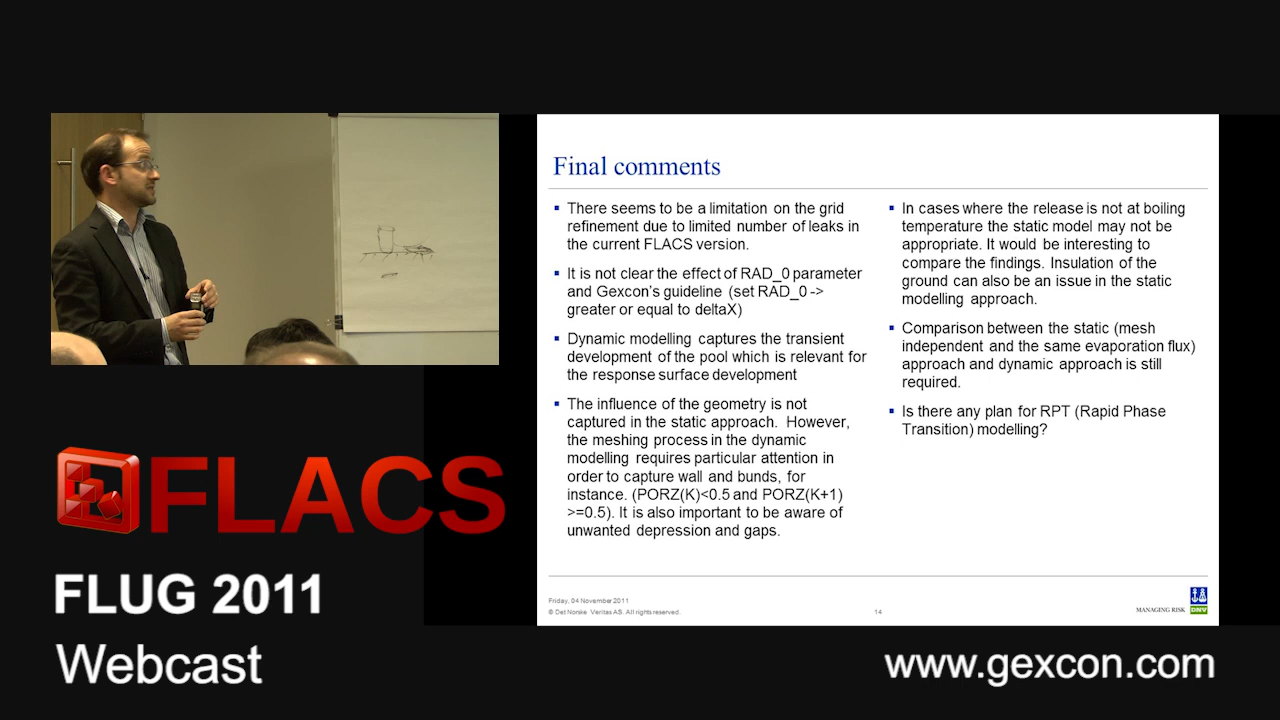 Final comments
▪ There seems to be a limitation on the grid
refinement due to limited number of leaks in
the current FLACS version.
▪ It is not clear the effect of RAD_0 parameter
and Gexcon's guideline (set RAD_0 ->
greater or equal to deltaX)
▪ Dynamic modelling captures the transient
development of the pool which is relevant for
the response surface development
▪ The influence of the geometry is not
captured in the static approach. However,
the meshing process in the dynamic
modelling requires particular attention in
order to capture wall and bunds, for
instance. (PORZ(K)<0.5 and PORZ(K+1)
>=0.5). It is also important to be aware of
unwanted depression and gaps.
▪ In cases where the release is not at boiling
temperature the static model may not be
appropriate. It would be interesting to
compare the findings. Insulation of the
ground can also be an issue in the static
modelling approach.
▪ Comparison between the static (mesh
independent and the same evaporation flux)
approach and dynamic approach is still
required.
▪ Is there any plan for RPT (Rapid Phase
Transition) modelling?
Friday, 04 November 2011
© Det Norske Veritas AS. All rights reserved.
14
MANAGING RISK
DNV
FLACS
FLUG 2011
Webcast
www.gexcon.com